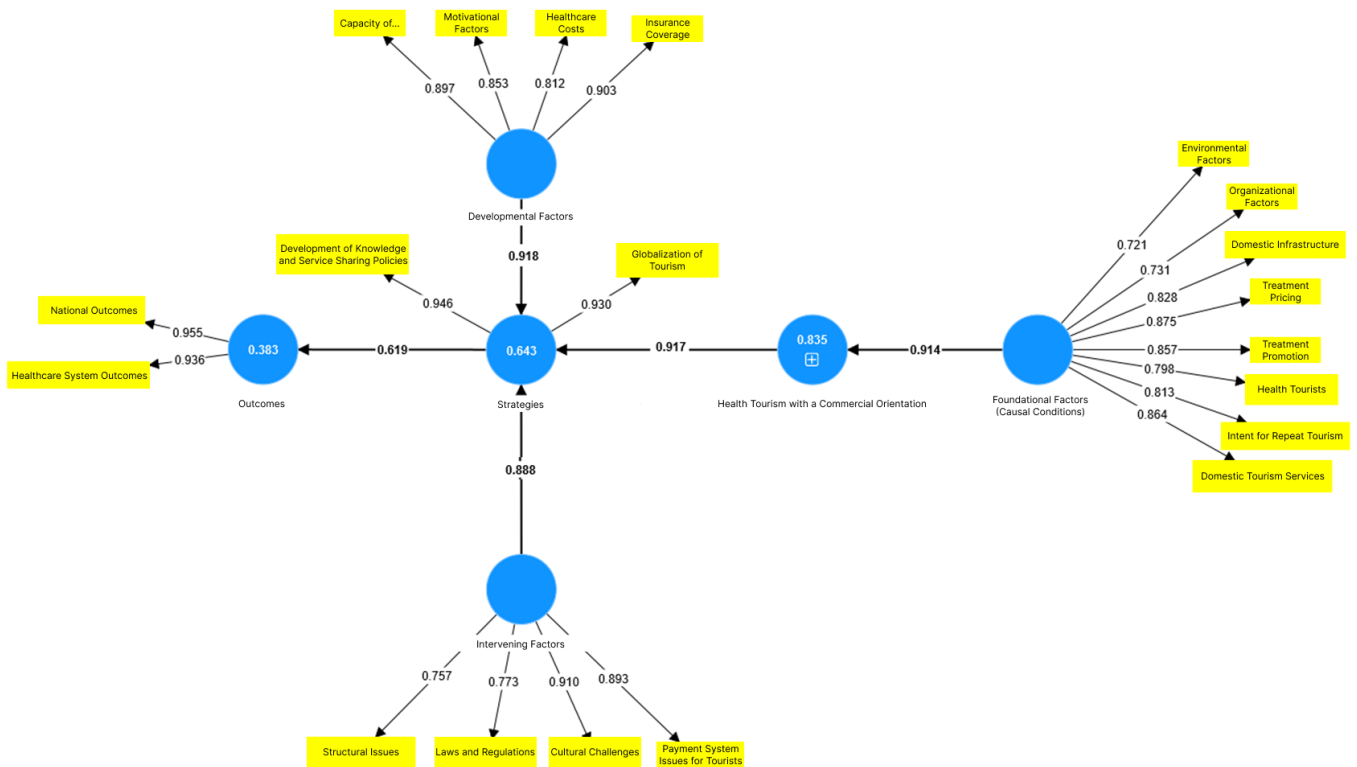 Capacity of...
Motivational
Factors
Healthcare
Costs
Insurance
Coverage
0.897
0.853
0.812
0.903
Developmental Factors
0.918
Development of Knowledge
and Service Sharing Policies
Globalization of
Tourism
0.946
0.930
National Outcomes
Healthcare System Outcomes
0.955
0.936
0.383
Outcomes
0.619
0.643
Strategies
0.917
0.835
Health Tourism with a Commercial Orientation
0.914
Foundational Factors
(Causal Conditions)
Environmental
Factors
Organizational
Factors
Domestic Infrastructure
Treatment
Pricing
Treatment
Promotion
Health Tourists
Intent for Repeat Tourism
Domestic Tourism Services
0.721
0.731
0.828
0.875
0.857
0.798
0.813
0.864
0.888
Intervening Factors
0.757
0.773
0.910
0.893
Structural Issues
Laws and Regulations
Cultural Challenges
Payment System
Issues for Tourists